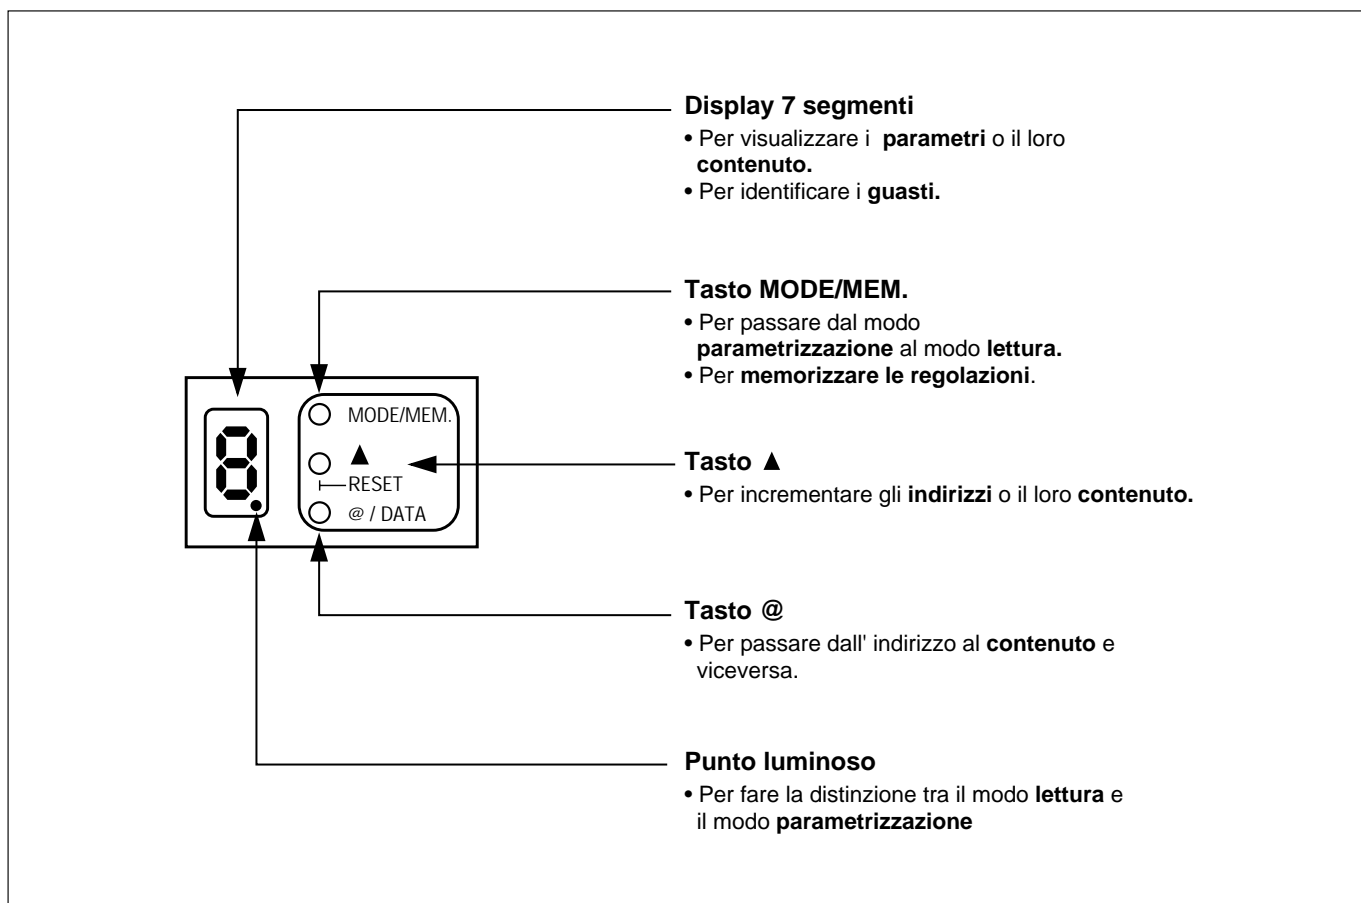 Display 7 segmenti
• Per visualizzare i parametri o il loro
contenuto.
• Per identificare i guasti.
Tasto MODE/MEM.
• Per passare dal modo
parametrizzazione al modo lettura.
• Per memorizzare le regolazioni.
8.
MODE/MEM.
▲
RESET
@ / DATA
Tasto ▲
• Per incrementare gli indirizzi o il loro contenuto.
Tasto @
• Per passare dall' indirizzo al contenuto e
viceversa.
Punto luminoso
• Per fare la distinzione tra il modo lettura e
il modo parametrizzazione